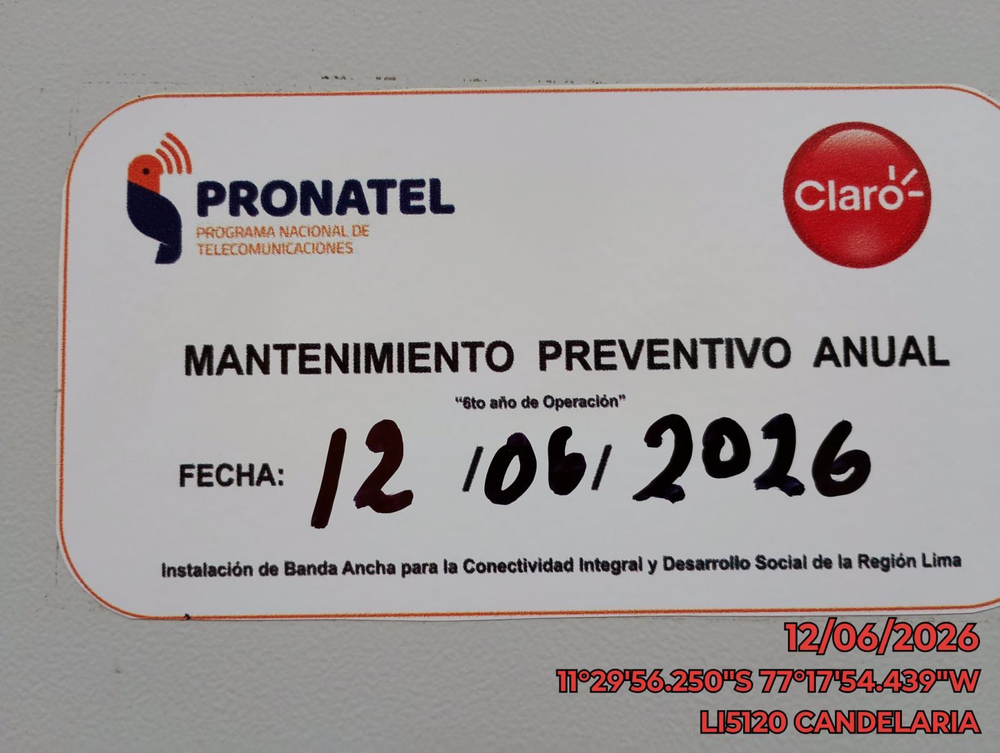 PRONATEL
PROGRAMA NACIONAL DE
TELECOMUNICACIONES
Claro
MANTENIMIENTO PREVENTIVO ANUAL
"6to año de Operación"
FECHA: 12/06/2026
Instalación de Banda Ancha para la Conectividad Integral y Desarrollo Social de la Región Lima
12/06/2026
11°29'56.250"S 77°17'54.439"W
LI5120 CANDELARIA